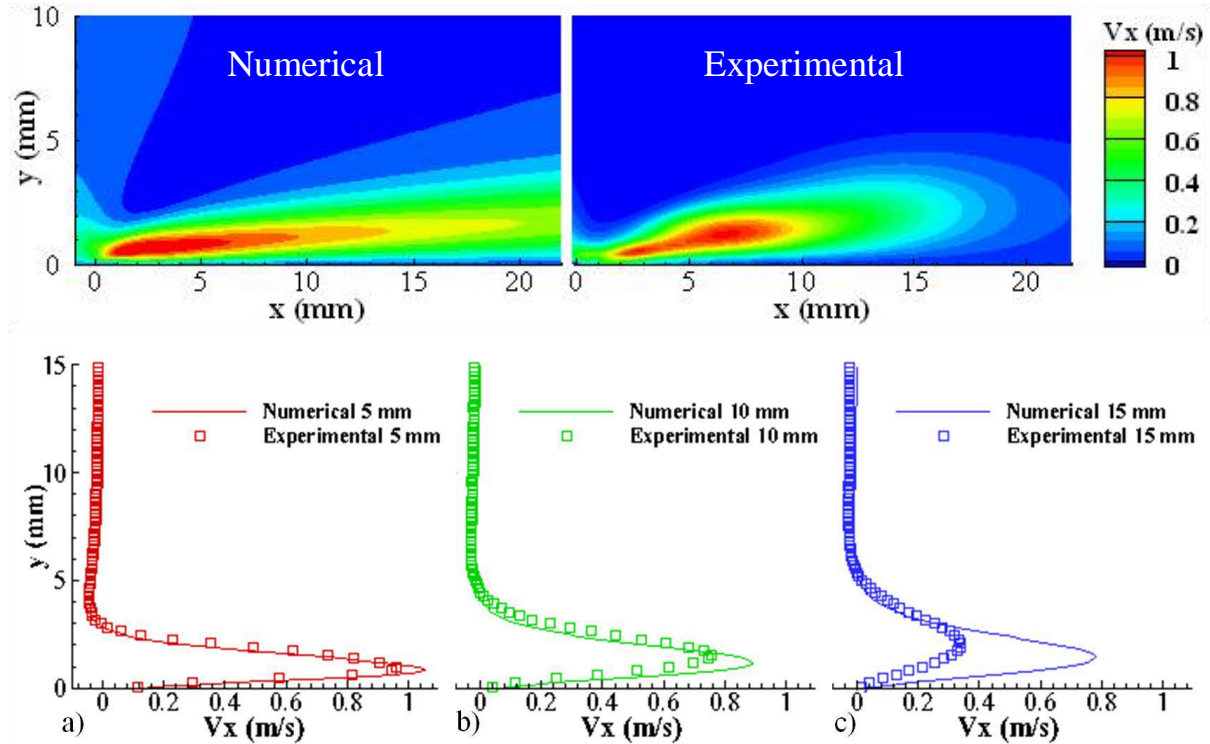 10
5
0
y (mm)
Numerical
Experimental
Vx (m/s)
1
0.8
0.6
0.4
0.2
0
0 5 10 15 20
0 5 10 15 20
x (mm)
x (mm)
15
10
5
0
y (mm)
Numerical 5 mm
Experimental 5 mm
Numerical 10 mm
Experimental 10 mm
Numerical 15 mm
Experimental 15 mm
0 0.2 0.4 0.6 0.8 1
0 0.2 0.4 0.6 0.8 1
0 0.2 0.4 0.6 0.8 1
a) Vx (m/s)
b) Vx (m/s)
c) Vx (m/s)